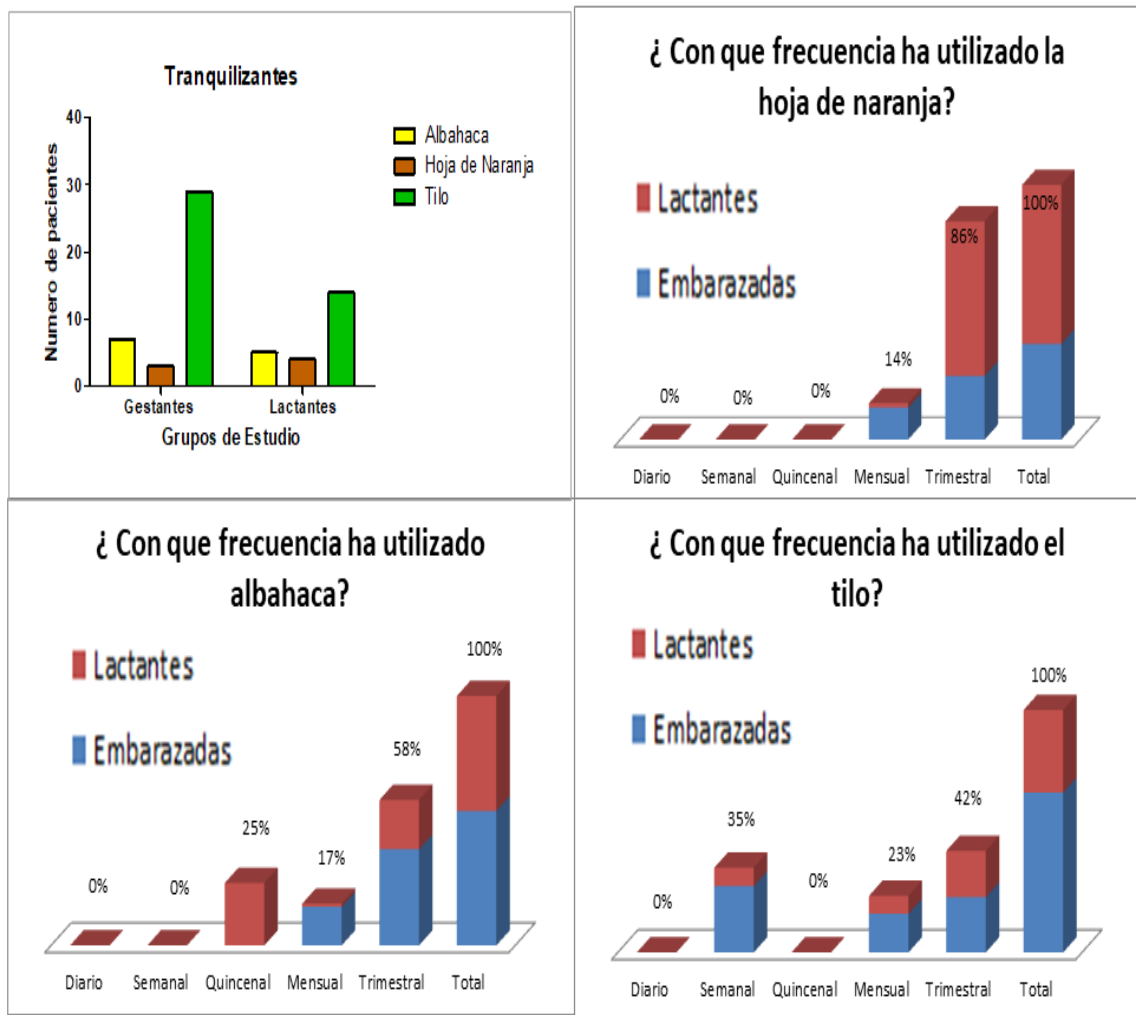 Tranquilizantes
40
30
20
10
0
Numero de pacientes
Albahaca
Hoja de Naranja
Tilo
Gestantes Lactantes
Grupos de Estudio
¿ Con que frecuencia ha utilizado la
hoja de naranja?
Lactantes
Embarazadas
0% 0% 0% 14% 86% 100%
Diario Semanal Quincenal Mensual Trimestral Total
¿ Con que frecuencia ha utilizado
albahaca?
Lactantes
Embarazadas
0% 0% 25% 17% 58% 100%
Diario Semanal Quincenal Mensual Trimestral Total
¿ Con que frecuencia ha utilizado el
tilo?
Lactantes
Embarazadas
0% 35% 0% 23% 42% 100%
Diario Semanal Quincenal Mensual Trimestral Total